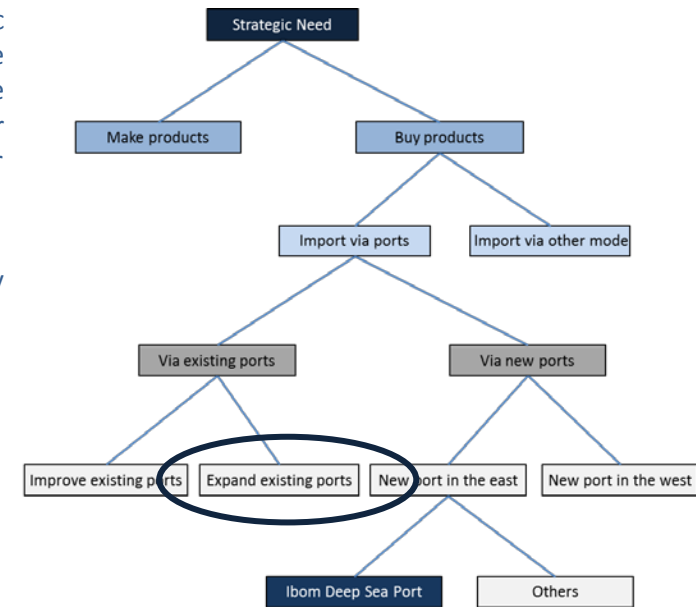 Strategic Need
Make products
Buy products
Import via ports
Import via other mode
Via existing ports
Via new ports
Improve existing ports
Expand existing ports
New port in the east
New port in the west
Ibom Deep Sea Port
Others